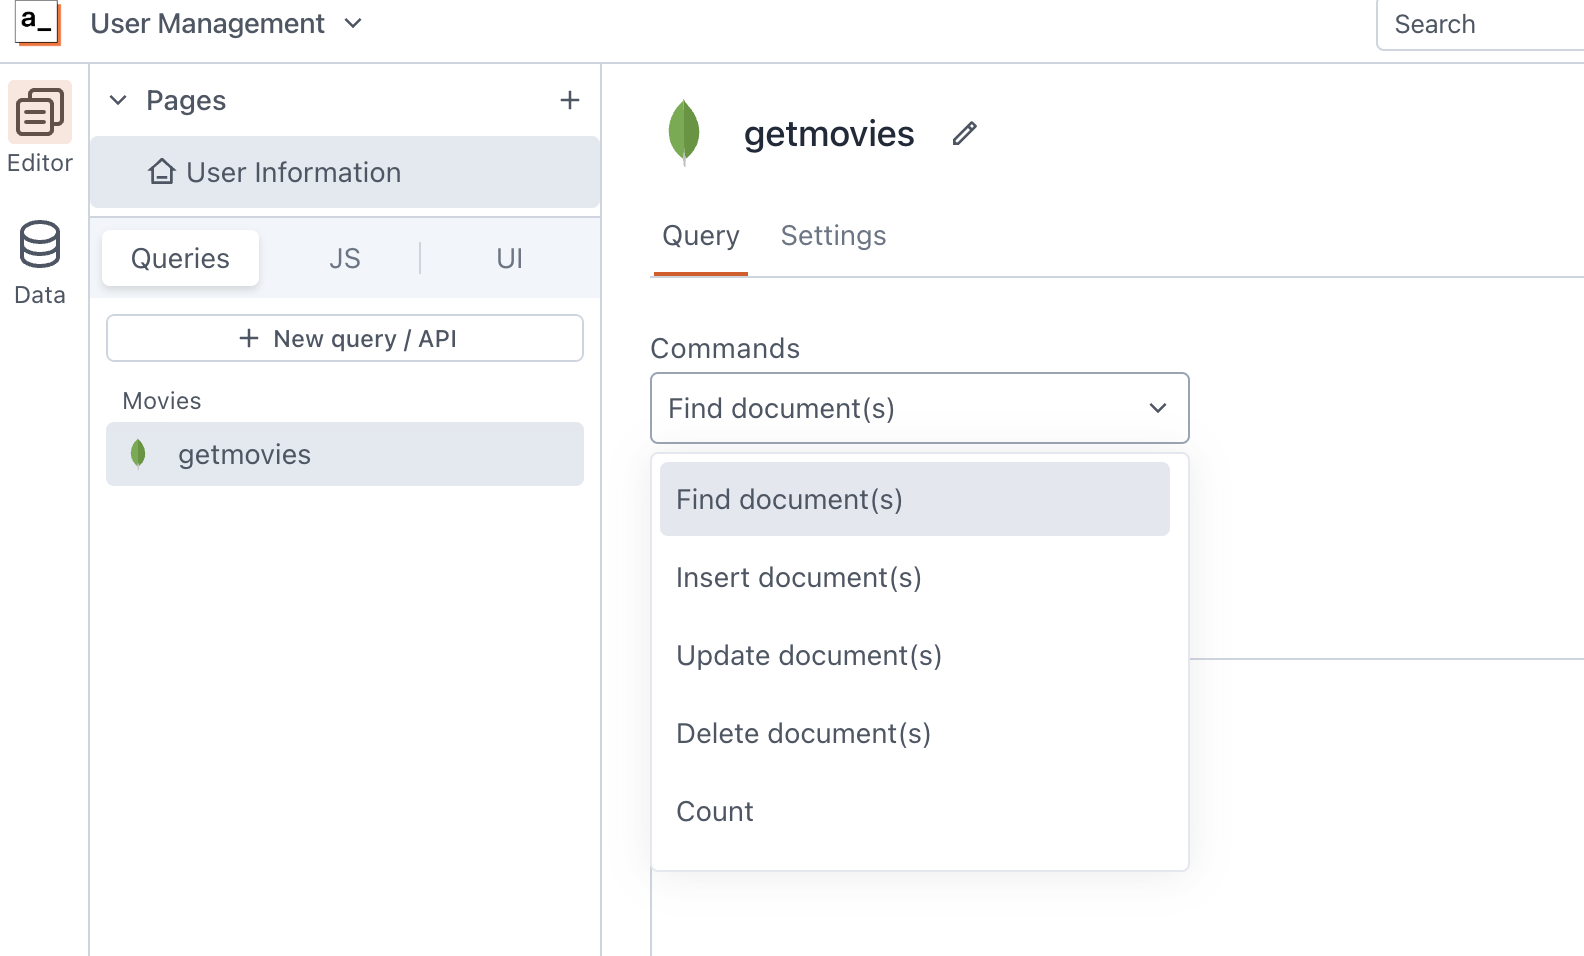 a_
User Management
Search
Editor
Data
Pages
User Information
Queries
JS
UI
+ New query / API
Movies
getmovies
getmovies
Query
Settings
Commands
Find document(s)
Find document(s)
Insert document(s)
Update document(s)
Delete document(s)
Count